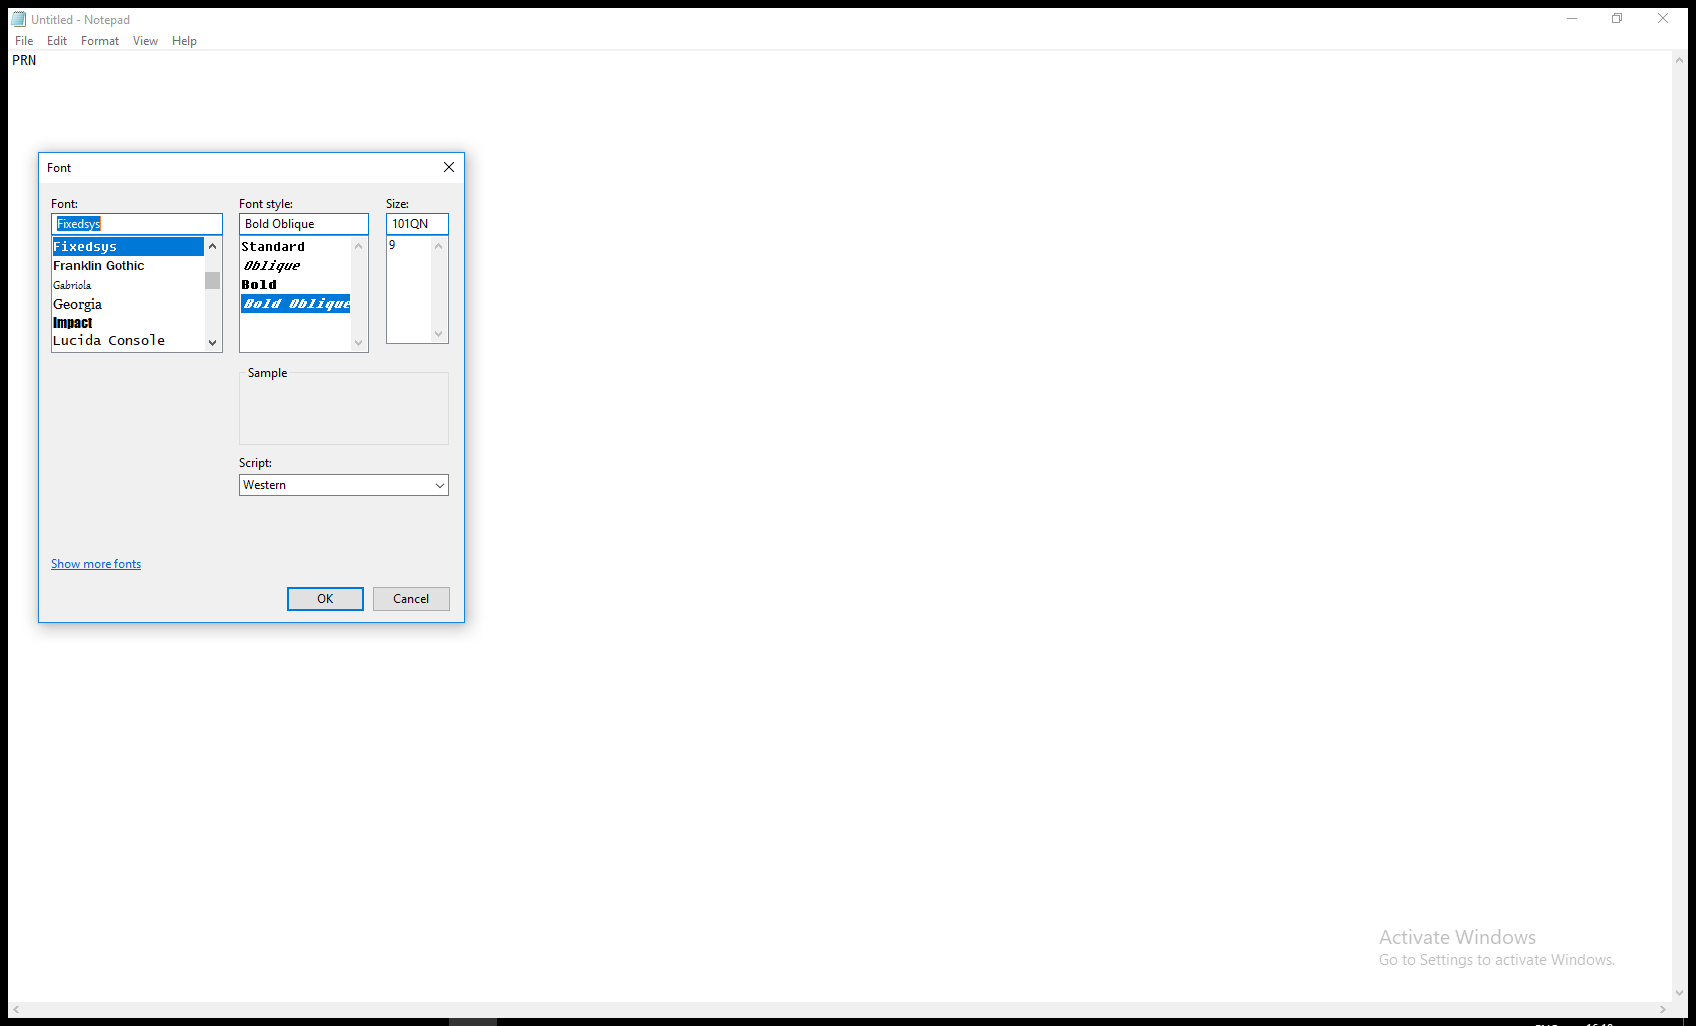 Untitled - Notepad
File Edit Format View Help
PRN
Font
Font: Font style: Size:
Fixedsys Bold Oblique 101QN
Fixedsys Standard 9
Franklin Gothic Oblique
Gabriola Bold
Georgia Bold Oblique
Impact
Lucida Console
Sample
Script:
Western
Show more fonts
OK Cancel
Activate Windows
Go to Settings to activate Windows.